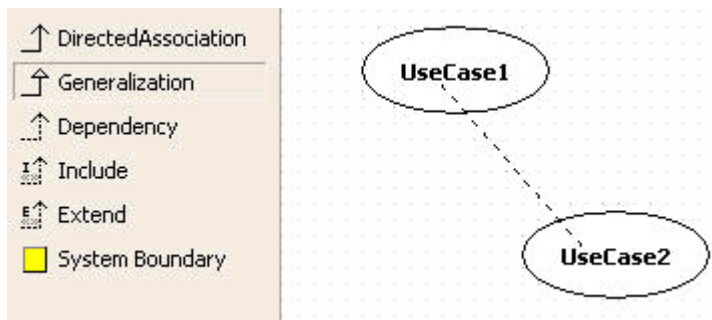 DirectedAssociation
Generalization
Dependency
Include
Extend
System Boundary
UseCase1
UseCase2